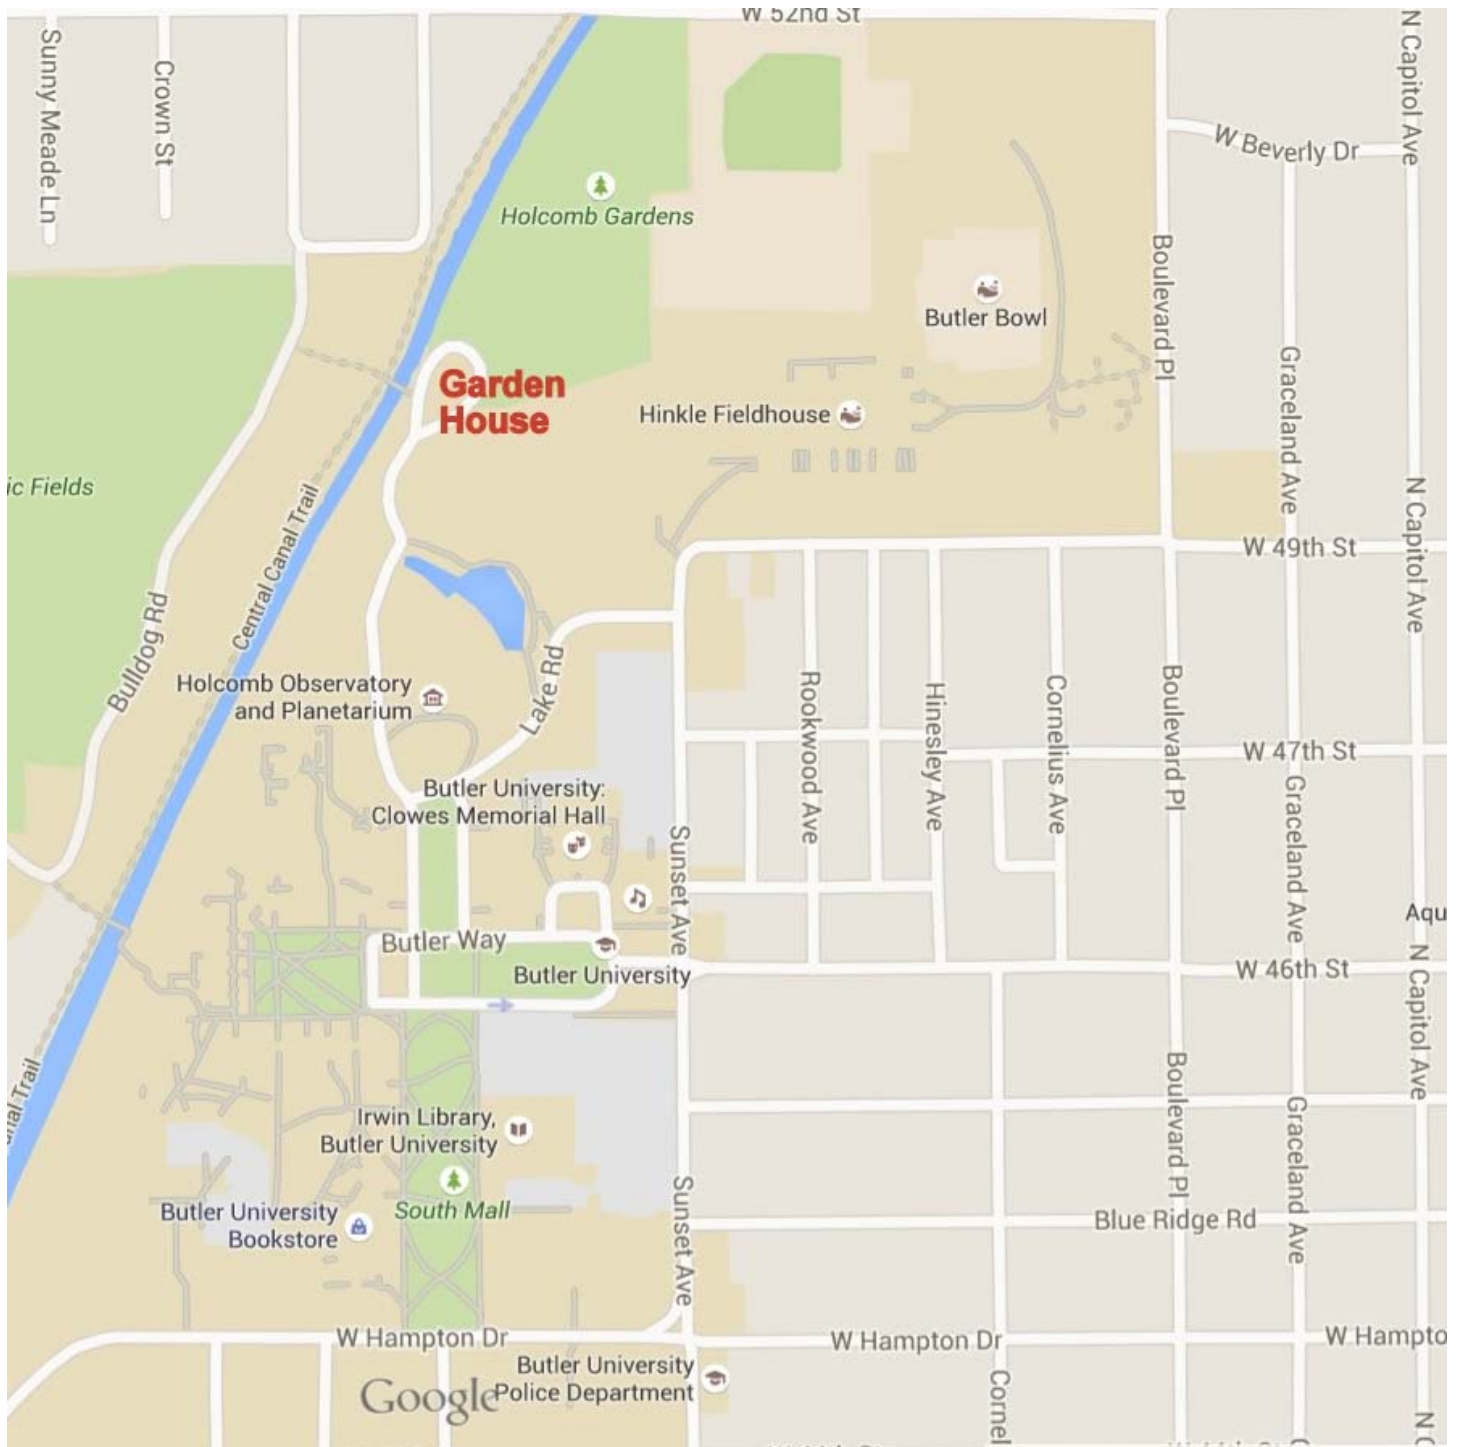 W 52nd St
Sunny Meade Ln
Crown St
N Capitol Ave
W Beverly Dr
Holcomb Gardens
Boulevard Pl
Butler Bowl
Graceland Ave
Garden
House
Hinkle Fieldhouse
ic Fields
Central Canal Trail
N Capitol Ave
W 49th St
Bulldog Rd
Holcomb Observatory
and Planetarium
Lake Rd
Rookwood Ave
Hinesley Ave
Cornelius Ave
Boulevard Pl
W 47th St
Butler University:
Clowes Memorial Hall
Sunset Ave
Graceland Ave
Aqu
Butler Way
Butler University
W 46th St
N Capitol Ave
nal Trail
Irwin Library,
Butler University
Boulevard Pl
Graceland Ave
South Mall
Butler University
Bookstore
Sunset Ave
Blue Ridge Rd
W Hampton Dr
W Hampton Dr
W Hampto
Butler University
Police Department
Google
Cornel
N C